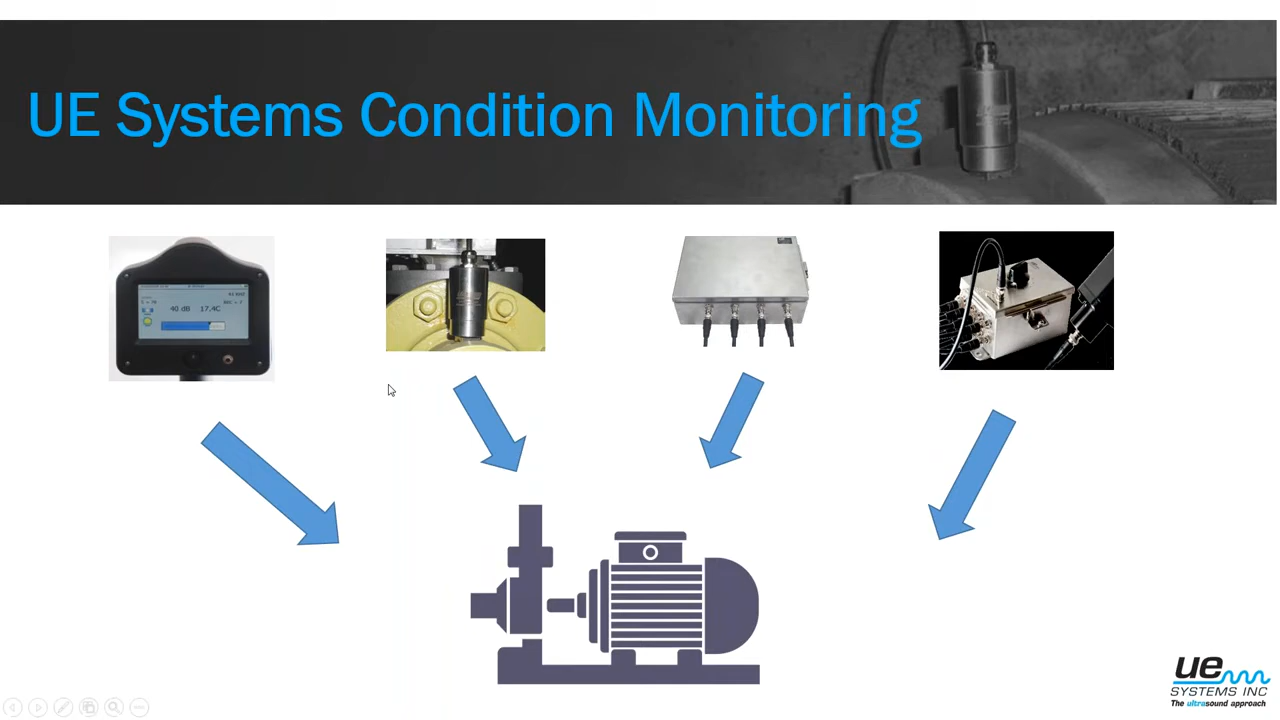 UE Systems Condition Monitoring
40 dB 17.4C
ue
SYSTEMS INC
The ultrasound approach